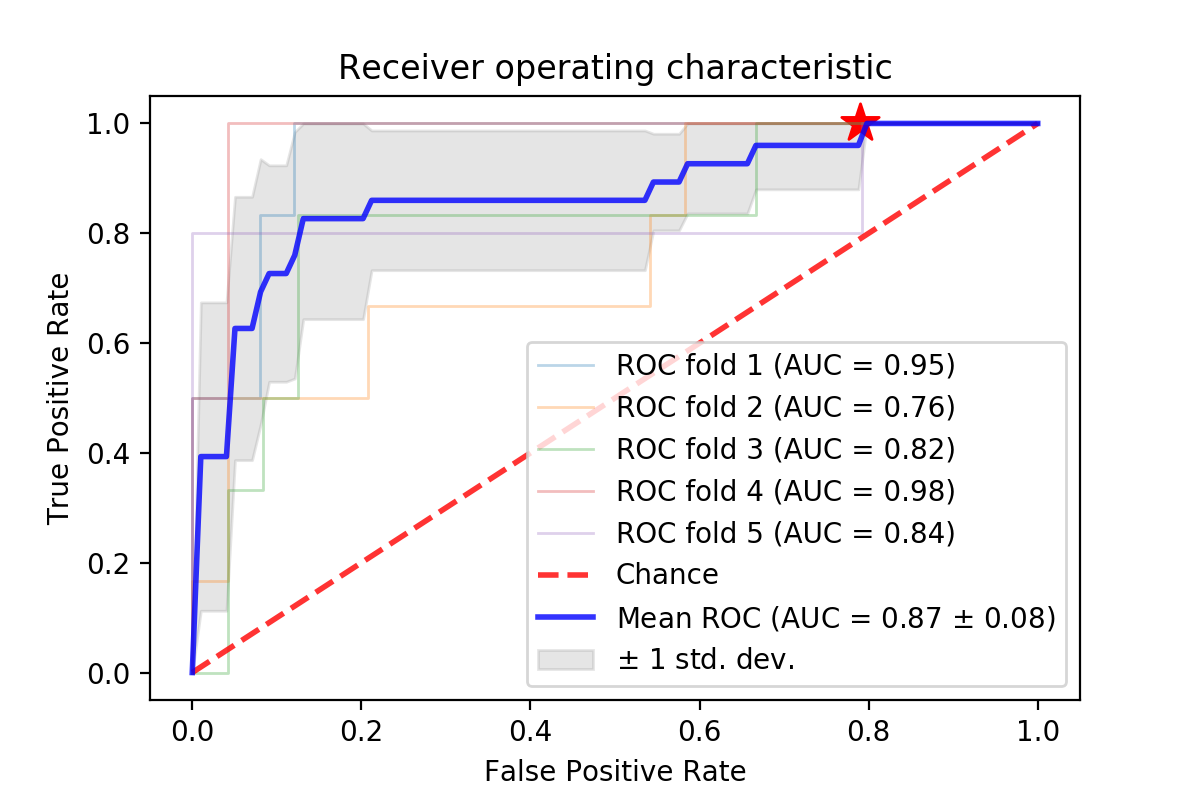 Receiver operating characteristic
True Positive Rate
1.0
0.8
0.6
0.4
0.2
0.0
ROC fold 1 (AUC = 0.95)
ROC fold 2 (AUC = 0.76)
ROC fold 3 (AUC = 0.82)
ROC fold 4 (AUC = 0.98)
ROC fold 5 (AUC = 0.84)
Chance
Mean ROC (AUC = 0.87 ± 0.08)
± 1 std. dev.
0.0 0.2 0.4 0.6 0.8 1.0
False Positive Rate